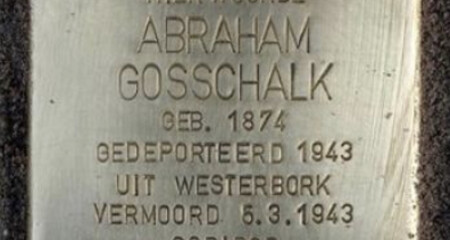 ABRAHAM
GOSSCHALK
GEB. 1874
GEDEPORTEERD 1943
UIT WESTERBORK
VERMOORD 5.3.1943